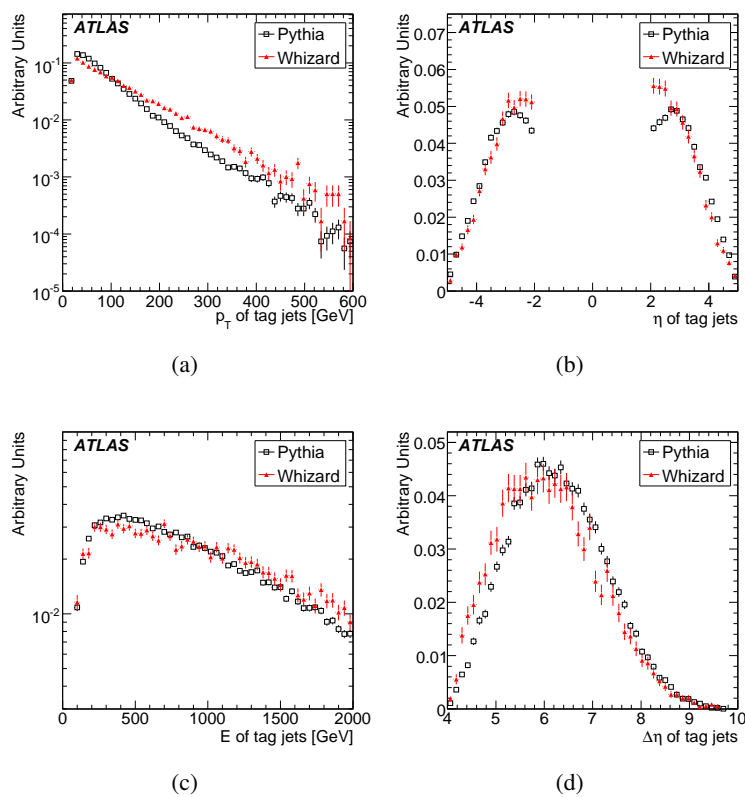 ATLAS
Pythia
Whizard
Arbitrary Units
10⁻¹
10⁻²
10⁻³
10⁻⁴
10⁻⁵
0 100 200 300 400 500 600
p_T of tag jets [GeV]
(a)
ATLAS
Pythia
Whizard
Arbitrary Units
0.07
0.06
0.05
0.04
0.03
0.02
0.01
0
-4 -2 0 2 4
η of tag jets
(b)
ATLAS
Pythia
Whizard
Arbitrary Units
10⁻²
0 500 1000 1500 2000
E of tag jets [GeV]
(c)
ATLAS
Pythia
Whizard
Arbitrary Units
0.05
0.04
0.03
0.02
0.01
0
4 5 6 7 8 9 10
Δη of tag jets
(d)